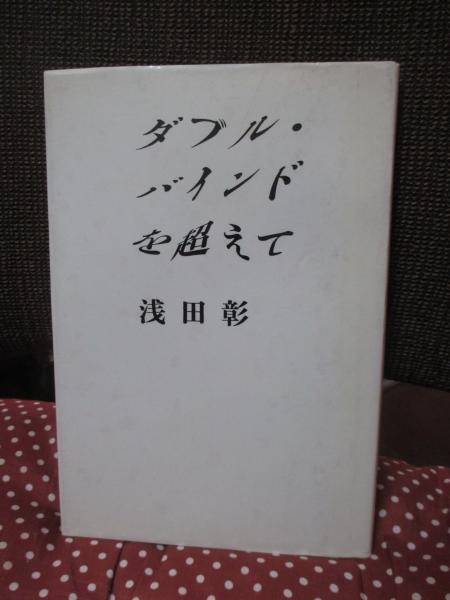 ダブル・
バインド
を超えて
浅田彰